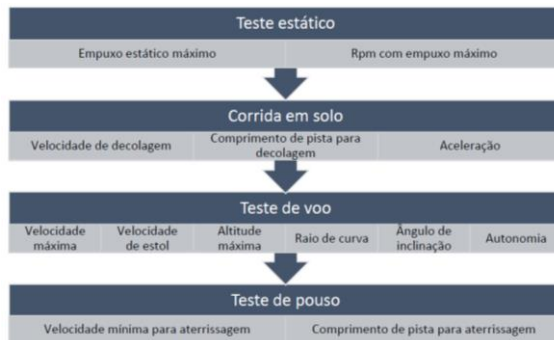 Teste estático
Empuxo estático máximo
Rpm com empuxo máximo
Corrida em solo
Velocidade de decolagem
Comprimento de pista para
decolagem
Aceleração
Teste de voo
Velocidade
máxima
Velocidade
de estol
Altitude
máxima
Raio de curva
Ângulo de
inclinação
Autonomia
Teste de pouso
Velocidade mínima para aterrissagem
Comprimento de pista para aterrissagem